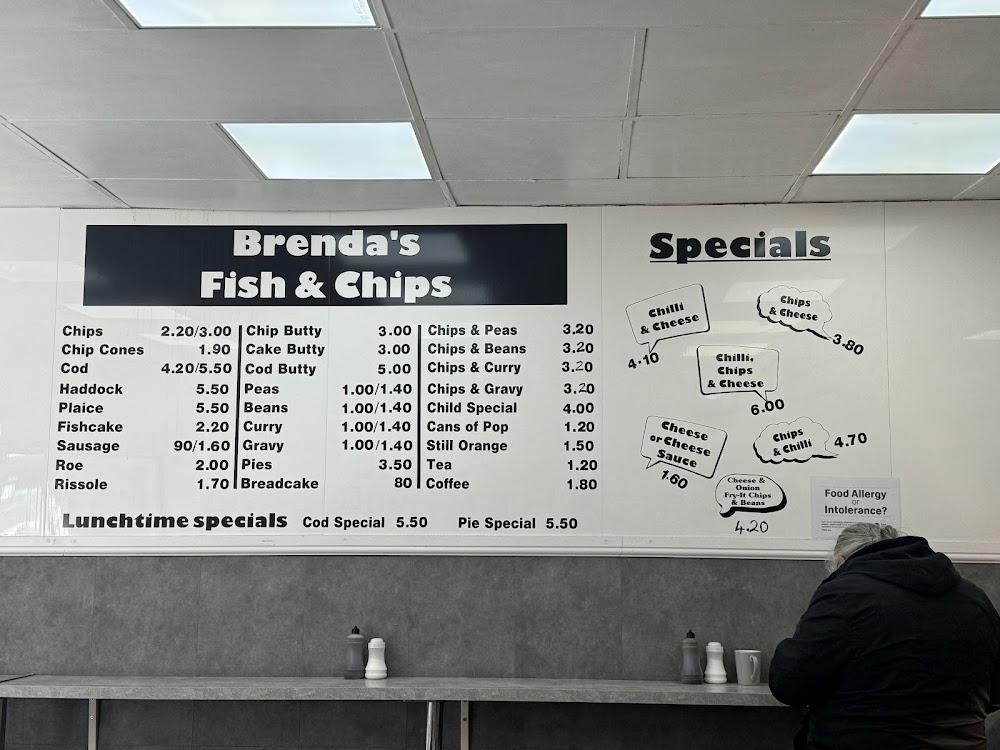 Brenda's
Fish & Chips
Chips 2.20/3.00
Chip Cones 1.90
Cod 4.20/5.50
Haddock 5.50
Plaice 5.50
Fishcake 2.20
Sausage 90/1.60
Roe 2.00
Rissole 1.70
Chip Butty 3.00
Cake Butty 3.00
Cod Butty 5.00
Peas 1.00/1.40
Beans 1.00/1.40
Curry 1.00/1.40
Gravy 1.00/1.40
Pies 3.50
Breadcake 80
Chips & Peas 3.20
Chips & Beans 3.20
Chips & Curry 3.20
Chips & Gravy 3.20
Child Special 4.00
Cans of Pop 1.20
Still Orange 1.50
Tea 1.20
Coffee 1.80
Lunchtime specials Cod Special 5.50 Pie Special 5.50
Specials
Chilli
& Cheese
4.10
Chips
& Cheese
3.80
Chilli,
Chips
& Cheese
6.00
Cheese
or Cheese
Sauce
1.60
Chips
& Chilli
4.70
Cheese &
Onion
Fry-It Chips
& Beans
4.20
Food Allergy
or
Intolerance?